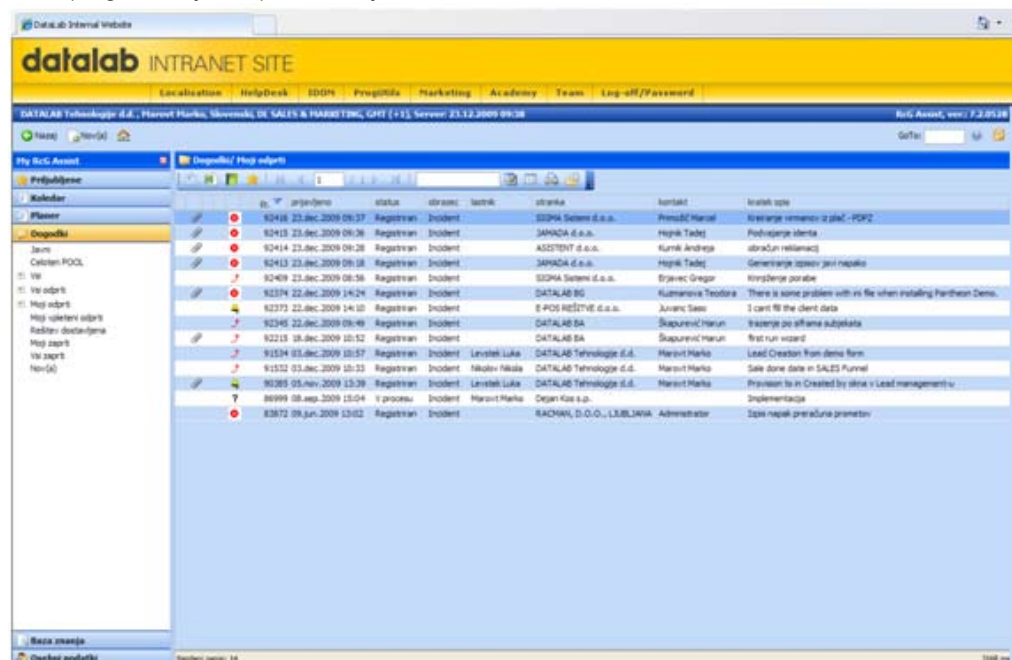 DataLab Internal Website
datalab INTRANET SITE
Localisation HelpDesk IDDM ProgUtils Marketing Academy Team Log-off/Password
DATALAB Tehnologije d.d., Marovt Marko, Slovenski, DL SALES & MARKETING, GMT (+1), Server: 23.12.2009 09:38 RcG Assist, ver.: 7.2.0528
Nazaj Nov(a) GoTo:
My RcG Assist Dogodki/ Moji odprti
Priljubljene
Koledar
Planer
Dogodki
Javni
Celoten POOL
Vsi
Vsi odprti
Moji odprti
Moji vpleteni odprti
Rešitev dostavljena
Moji zaprti
Vsi zaprti
Nov(a)
Baza znanja
Osebni podatki
1
prijavljeno status obrazec lastnik stranka kontakt kratek opis
92416 23.dec.2009 09:37 Registriran Incident SIGMA Sistemi d.o.o. Primožič Marcel Kreiranje virmanov iz plač - PDPZ
92415 23.dec.2009 09:36 Registriran Incident JAMADA d.o.o. Hojnik Tadej Podvajanje identa
92414 23.dec.2009 09:28 Registriran Incident ASISTENT d.o.o. Kurnik Andreja obračun reklamacij
92413 23.dec.2009 09:18 Registriran Incident JAMADA d.o.o. Hojnik Tadej Generiranje zapisov javi napako
92409 23.dec.2009 08:56 Registriran Incident SIGMA Sistemi d.o.o. Erjavec Gregor Knjiženje porabe
92374 22.dec.2009 14:24 Registriran Incident DATALAB BG Kuzmanova Teodora There is some problem with ini file when installing Pantheon Demo.
92373 22.dec.2009 14:10 Registriran Incident E-POS REŠITVE d.o.o. Juvanc Saso I cant fill the client data
92345 22.dec.2009 09:49 Registriran Incident DATALAB BA Škapurević Harun trazenje po siframa subjekata
92215 18.dec.2009 10:52 Registriran Incident DATALAB BA Škapurević Harun first run wizard
91534 03.dec.2009 10:57 Registriran Incident Levstek Luka DATALAB Tehnologije d.d. Marovt Marko Lead Creation from demo form
91532 03.dec.2009 10:33 Registriran Incident Nikolov Nikola DATALAB Tehnologije d.d. Marovt Marko Sale done date in SALES Funnel
90385 05.nov.2009 13:39 Registriran Incident Levstek Luka DATALAB Tehnologije d.d. Marovt Marko Provision to in Created by okna v Lead management-u
86999 08.sep.2009 15:04 V procesu Incident Marovt Marko Dejan Kos s.p. Implementacija
83872 09.jun.2009 13:02 Registriran Incident RACMAN, D.O.O., LJUBLJANA Administrator Izpis napak preračuna prometov
14